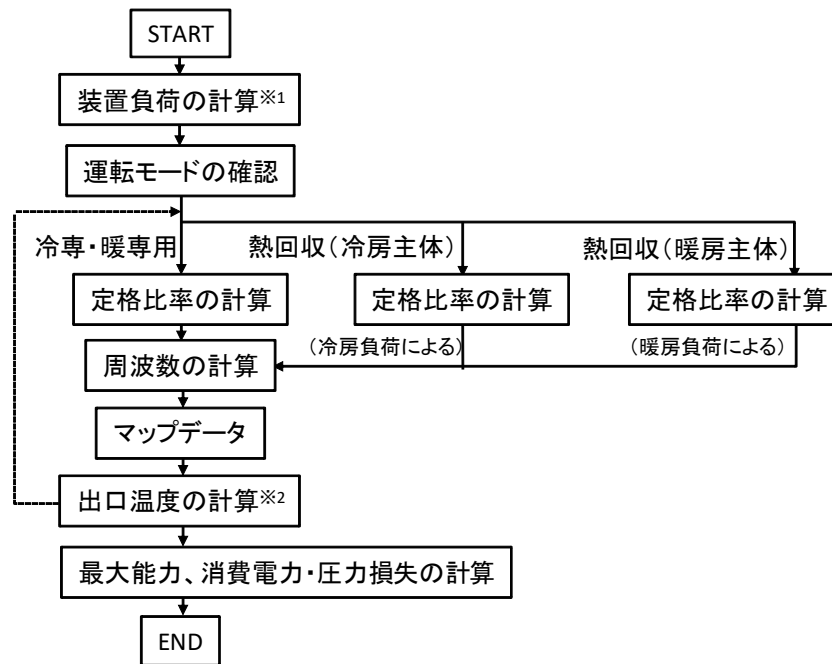 START
装置負荷の計算※1
運転モードの確認
冷専・暖専用
熱回収（冷房主体）
熱回収（暖房主体）
定格比率の計算
定格比率の計算
定格比率の計算
（冷房負荷による）
（暖房負荷による）
周波数の計算
マップデータ
出口温度の計算※2
最大能力、消費電力・圧力損失の計算
END